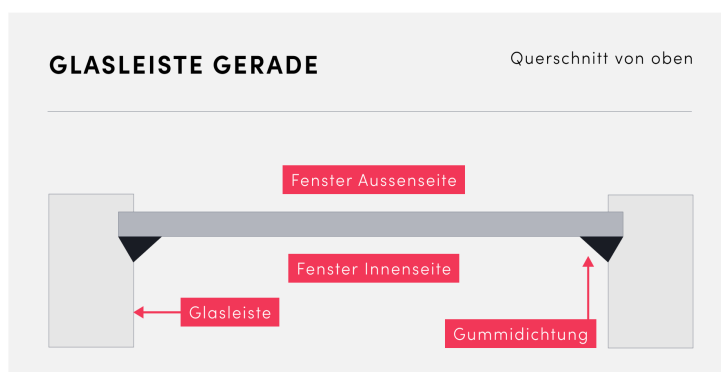 GLASLEISTE GERADE
Querschnitt von oben
Fenster Aussenseite
Fenster Innenseite
Glasleiste
Gummidichtung